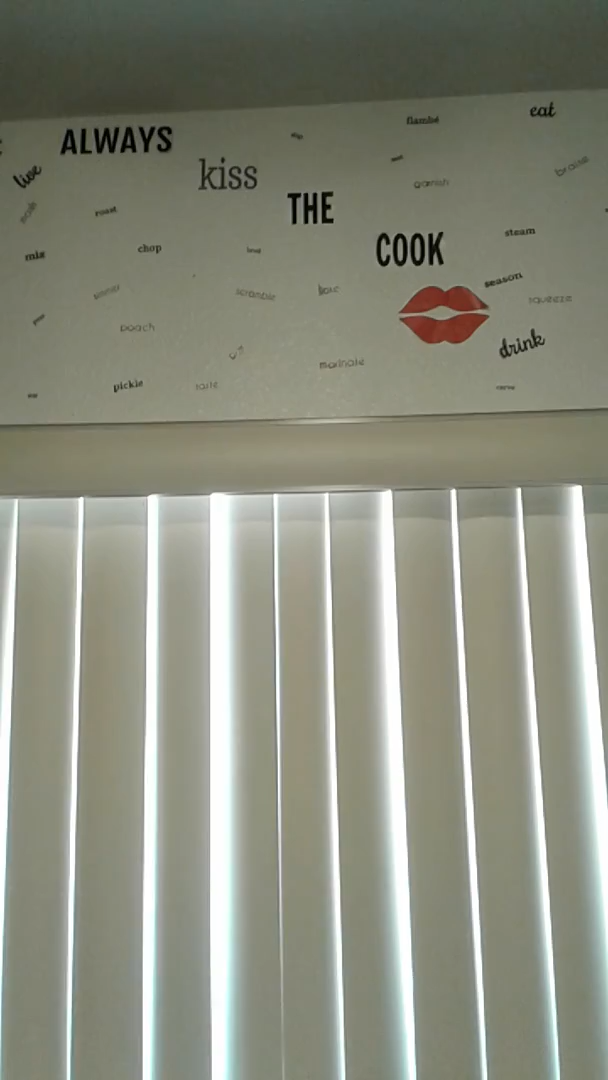 ALWAYS
kiss
THE
COOK
flambé
eat
live
garnish
braise
roast
steam
mix
chop
season
simmer
scramble
squeeze
poach
drink
marinate
pickle
taste